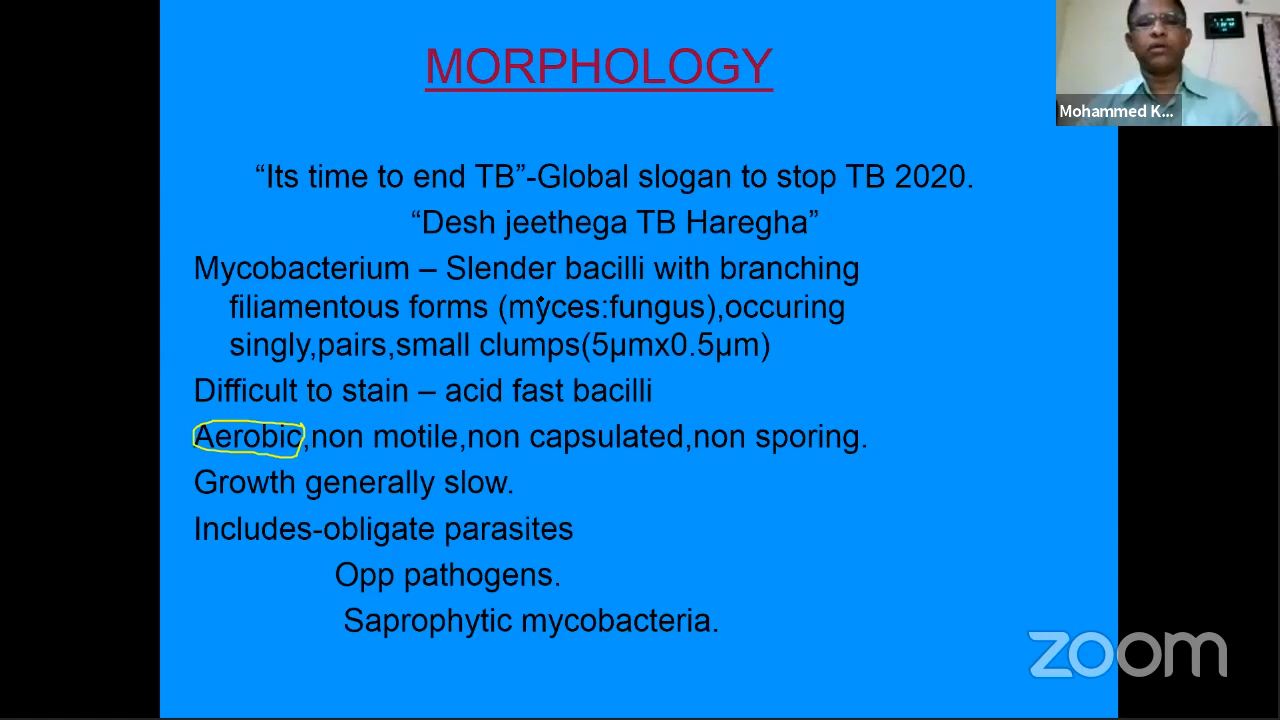 MORPHOLOGY
Mohammed K...
“Its time to end TB”-Global slogan to stop TB 2020.
“Desh jeethega TB Haregha”
Mycobacterium – Slender bacilli with branching
filiamentous forms (myces:fungus),occuring
singly,pairs,small clumps(5µmx0.5µm)
Difficult to stain – acid fast bacilli
Aerobic,non motile,non capsulated,non sporing.
Growth generally slow.
Includes-obligate parasites
Opp pathogens.
Saprophytic mycobacteria.
zoom